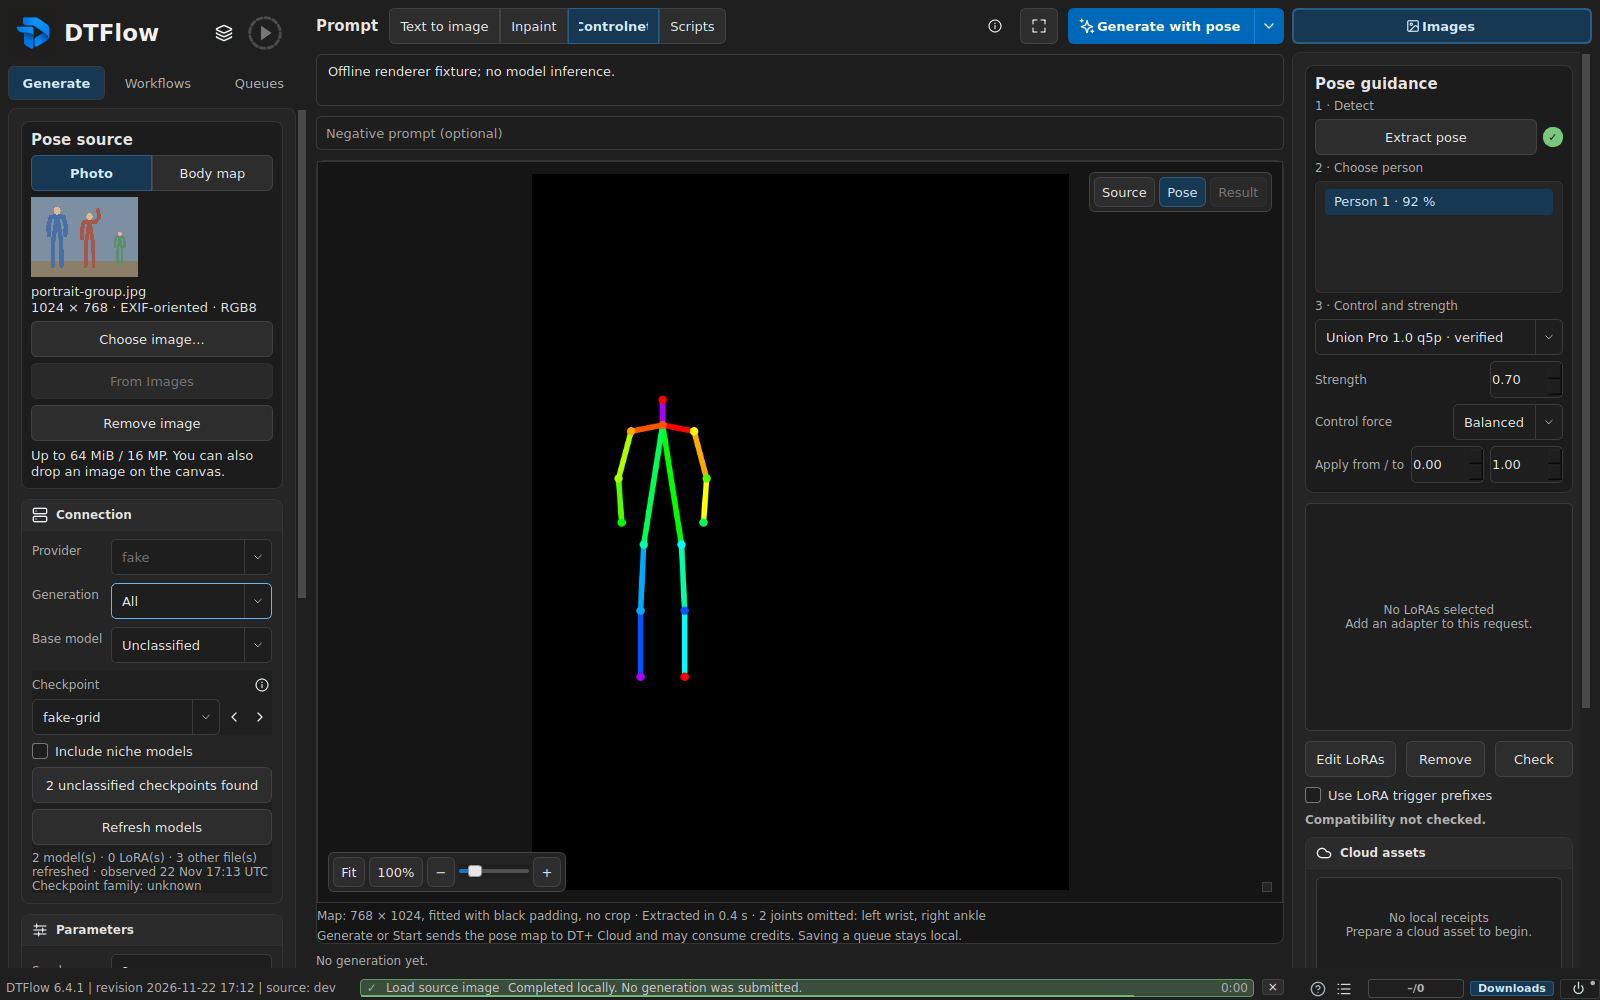 DTFlow
Generate
Workflows
Queues
Pose source
Photo
Body map
portrait-group.jpg
1024 × 768 · EXIF-oriented · RGB8
Choose image…
From Images
Remove image
Up to 64 MiB / 16 MP. You can also
drop an image on the canvas.
Connection
Provider
fake
Generation
All
Base model
Unclassified
Checkpoint
fake-grid
Include niche models
2 unclassified checkpoints found
Refresh models
2 model(s) · 0 LoRA(s) · 3 other file(s)
refreshed · observed 22 Nov 17:13 UTC
Checkpoint family: unknown
Parameters
Prompt
Text to image
Inpaint
Controlnet
Scripts
Generate with pose
Offline renderer fixture; no model inference.
Negative prompt (optional)
Source
Pose
Result
Fit
100%
−
+
Map: 768 × 1024, fitted with black padding, no crop · Extracted in 0.4 s · 2 joints omitted: left wrist, right ankle
Generate or Start sends the pose map to DT+ Cloud and may consume credits. Saving a queue stays local.
No generation yet.
Images
Pose guidance
1 · Detect
Extract pose
✓
2 · Choose person
Person 1 · 92 %
3 · Control and strength
Union Pro 1.0 q5p · verified
Strength
0.70
Control force
Balanced
Apply from / to
0.00
1.00
No LoRAs selected
Add an adapter to this request.
Edit LoRAs
Remove
Check
Use LoRA trigger prefixes
Compatibility not checked.
Cloud assets
No local receipts
Prepare a cloud asset to begin.
DTFlow 6.4.1 | revision 2026-11-22 17:12 | source: dev
✓ Load source image Completed locally. No generation was submitted. 0:00
–/0
Downloads